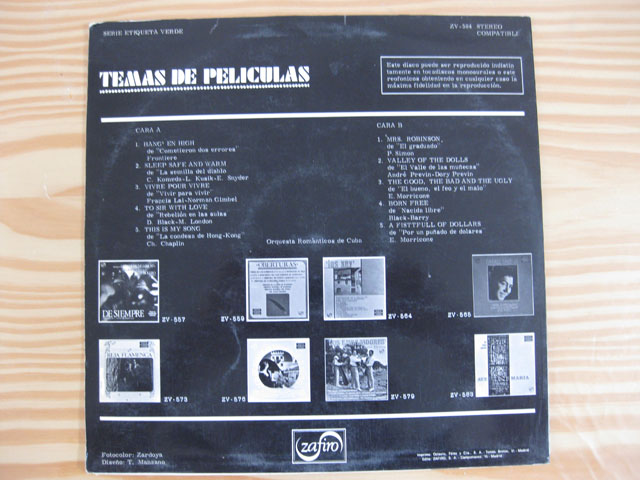 SERIE ETIQUETA VERDE
ZV-584 STEREO
COMPATIBLE
TEMAS DE PELICULAS
Este disco puede ser reproducido indistin
tamente en tocadiscos monoaurales o este
reofonicos obteniendo en cualquier caso la
máxima fidelidad en la reproducción.
CARA A
1. HANG' EN HIGH
de "Cometieron dos errores"
Frontiere
2. SLEEP SAFE AND WARM
de "La semilla del diablo
C. Komeda-L. Kusik-E. Snyder
3. VIVRE POUR VIVRE
de "Vivir para vivir"
Francis Lai-Norman Gimbel
4. TO SIR WITH LOVE
de "Rebelión en las aulas
D. Black-M. London
5. THIS IS MY SONG
de "La condesa de Hong-Kong"
Ch. Chaplin
CARA B
1. MRS. ROBINSON
de "El graduado"
P. Simon
2. VALLEY OF THE DOLLS
de "El Valle de las muñecas"
André Previn-Dory Previn
3. THE GOOD, THE BAD AND THE UGLY
de "El bueno, el feo y el malo"
E. Morricone
4. BORN FREE
de "Nacida libre"
Black-Barry
5. A FISTFULL OF DOLLARS
de "Por un puñado de dolares"
E. Morricone
Orquesta Románticos de Cuba
DE SIEMPRE
ZV-557
OBERTURAS
ZV-559
ZV-564
ZV-565
MISA FLAMENCA
ZV-573
ZV-576
ZV-579
AVE MARIA
ZV-583
Fotocolor: Zardoya
Diseño: T. Manzano
zafiro